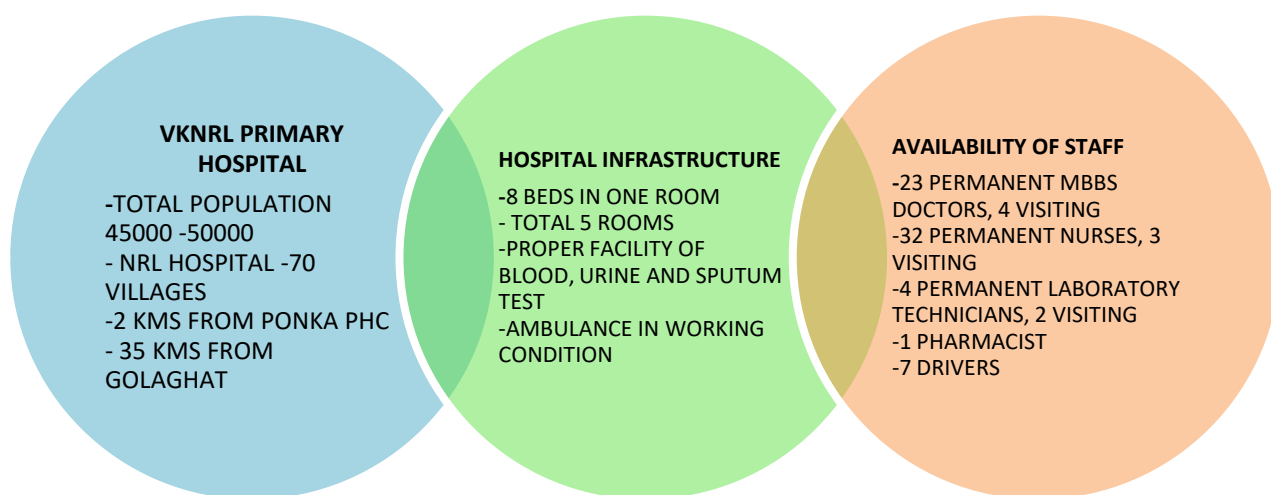 VKNRL PRIMARY
HOSPITAL
-TOTAL POPULATION
45000 -50000
- NRL HOSPITAL -70
VILLAGES
-2 KMS FROM PONKA PHC
- 35 KMS FROM
GOLAGHAT
HOSPITAL INFRASTRUCTURE
-8 BEDS IN ONE ROOM
- TOTAL 5 ROOMS
-PROPER FACILITY OF
BLOOD, URINE AND SPUTUM
TEST
-AMBULANCE IN WORKING
CONDITION
AVAILABILITY OF STAFF
-23 PERMANENT MBBS
DOCTORS, 4 VISITING
-32 PERMANENT NURSES, 3
VISITING
-4 PERMANENT LABORATORY
TECHNICIANS, 2 VISITING
-1 PHARMACIST
-7 DRIVERS